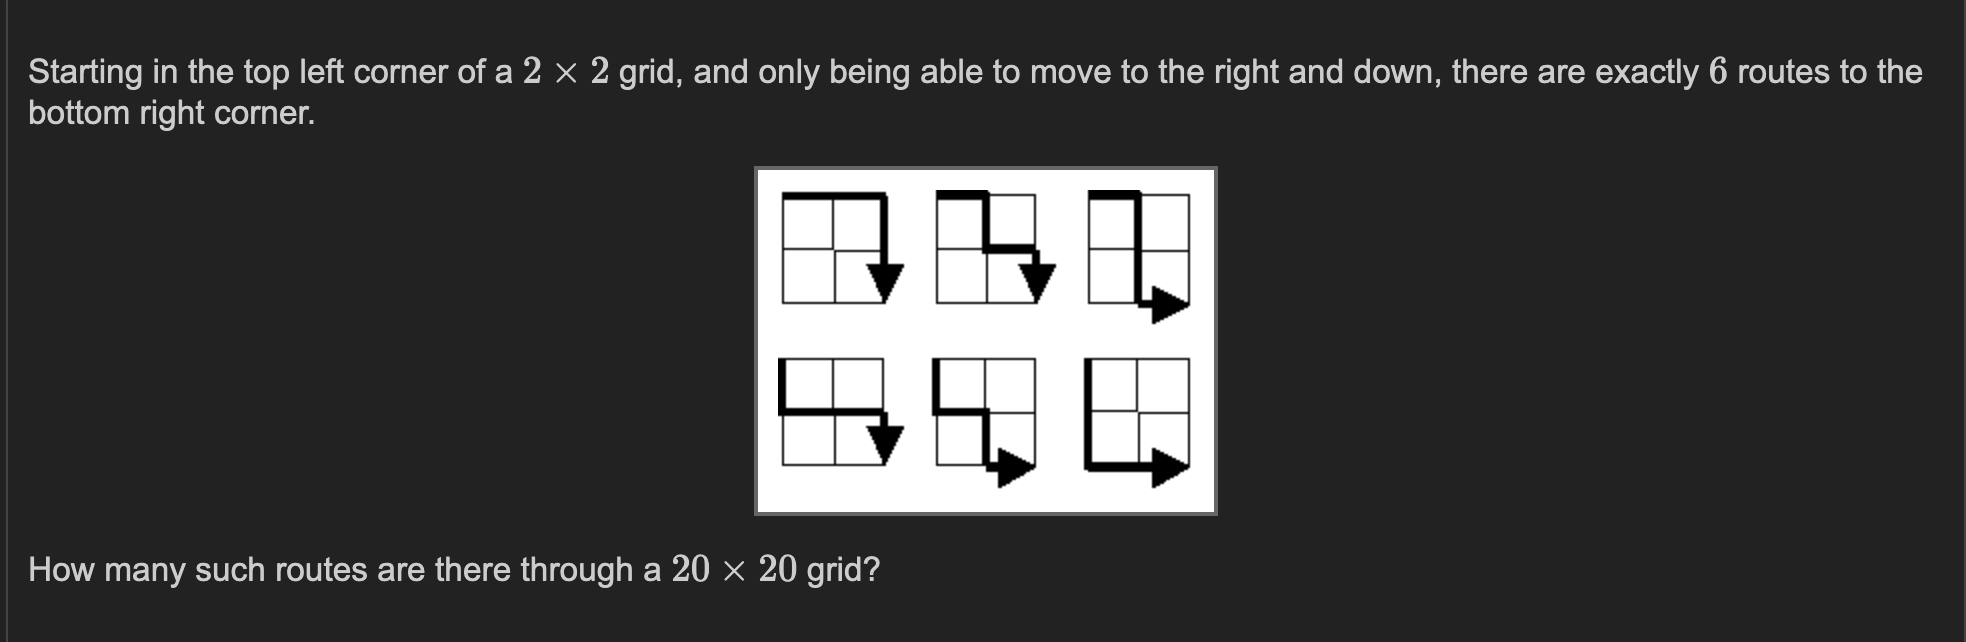 Starting in the top left corner of a 2 × 2 grid, and only being able to move to the right and down, there are exactly 6 routes to the
bottom right corner.
How many such routes are there through a 20 × 20 grid?